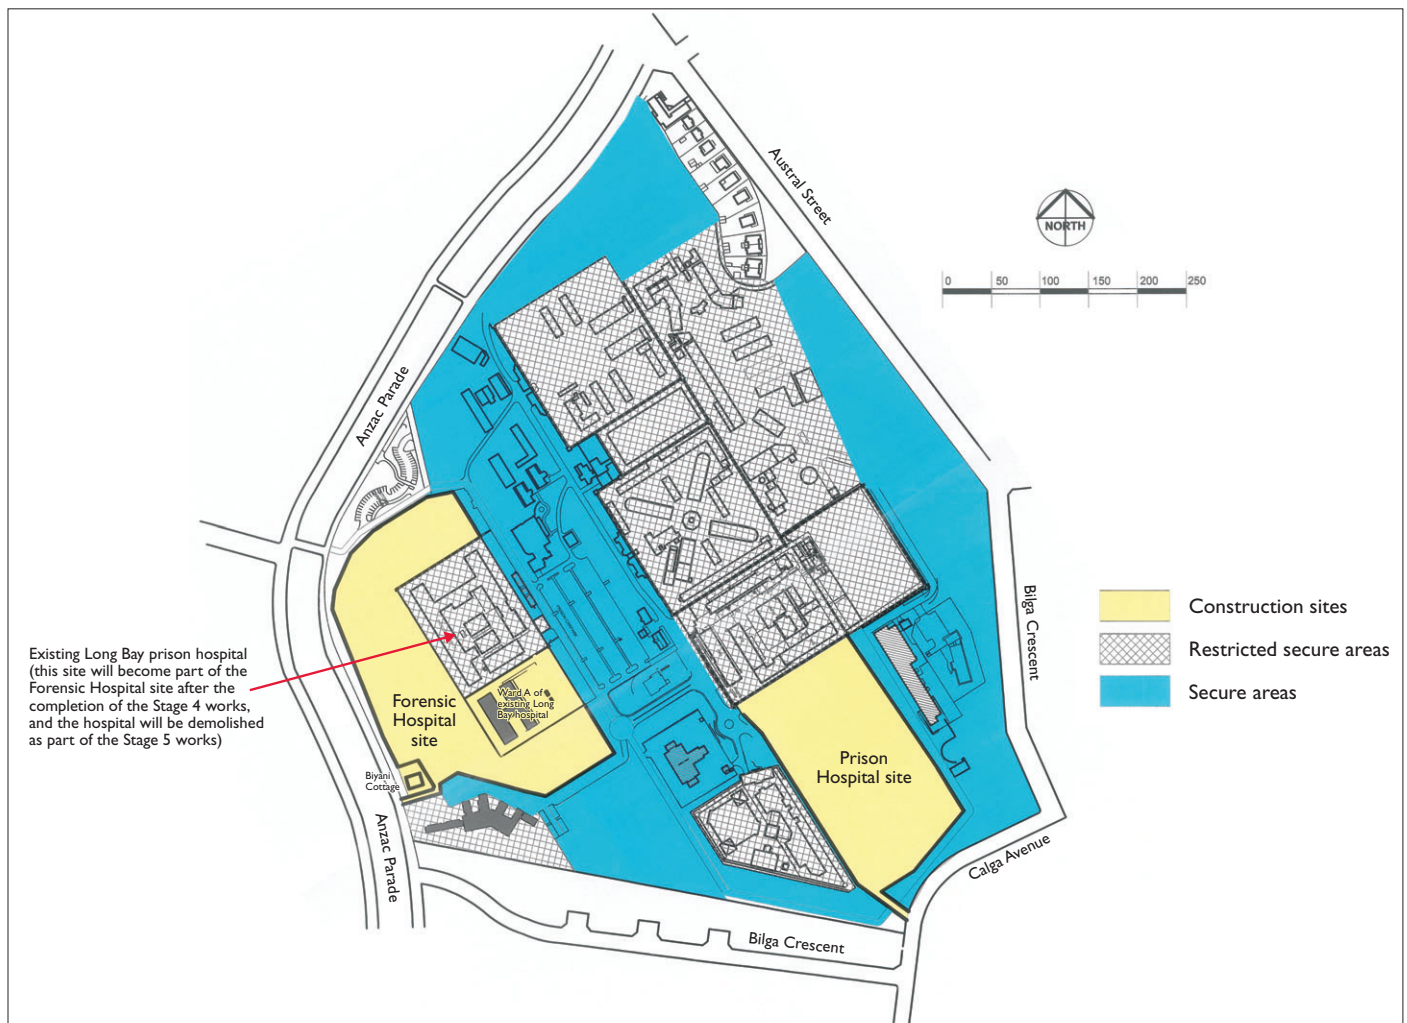 Austral Street
NORTH
0 50 100 150 200 250
Anzac Parade
Bilga Crescent
Construction sites
Restricted secure areas
Secure areas
Existing Long Bay prison hospital
(this site will become part of the
Forensic Hospital site after the
completion of the Stage 4 works,
and the hospital will be demolished
as part of the Stage 5 works)
Forensic
Hospital
site
Ward A of
existing Long
Bay hospital
Prison
Hospital site
Biyani
Cottage
Anzac Parade
Calga Avenue
Bilga Crescent